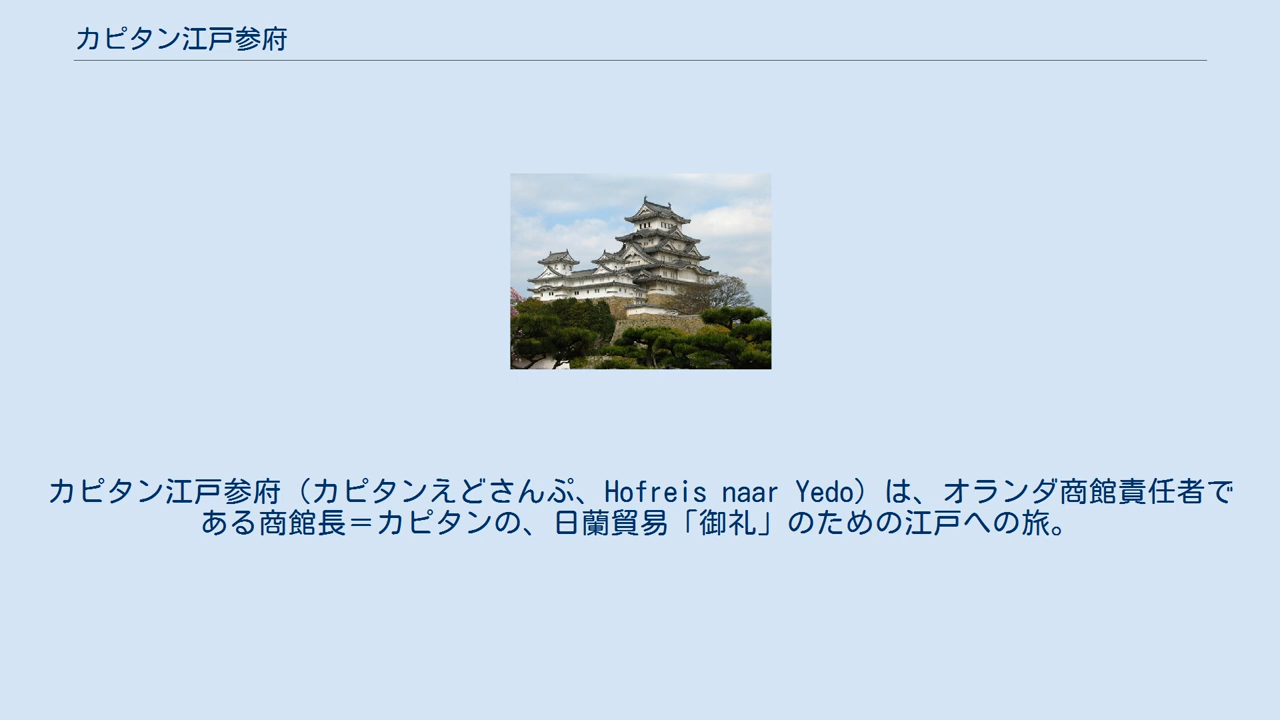 カピタン江戸参府
カピタン江戸参府（カピタンえどさんぷ、Hofreis naar Yedo）は、オランダ商館責任者で
ある商館長＝カピタンの、日蘭貿易「御礼」のための江戸への旅。